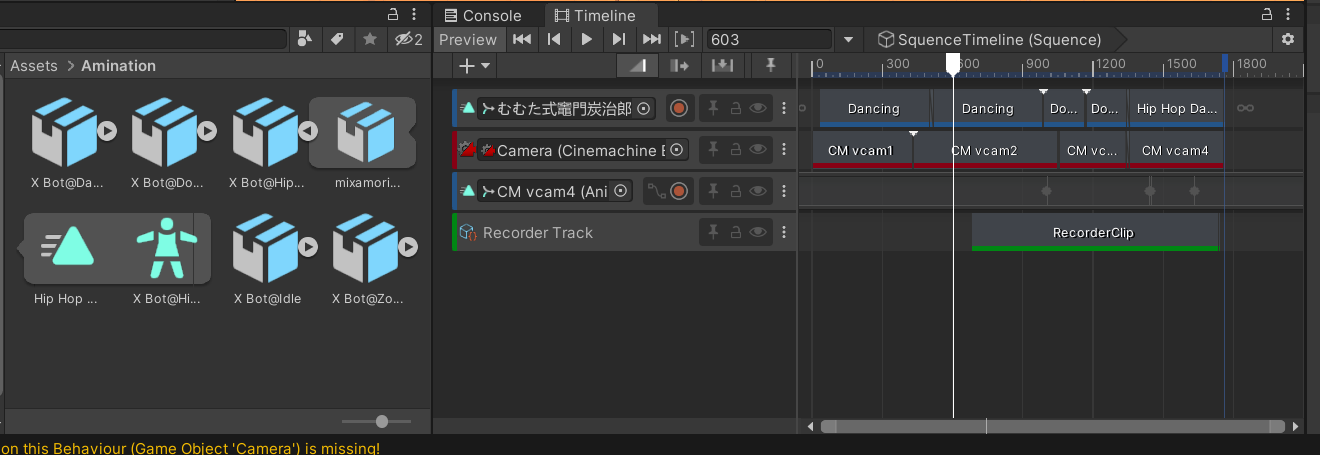 Console
Timeline
2
Preview
603
SquenceTimeline (Squence)
Assets > Amination
0 300 600 900 1200 1500 1800
むむた式竈門炭治郎
Dancing Dancing Do... Do... Hip Hop Da...
Camera (Cinemachine
CM vcam1 CM vcam2 CM vc... CM vcam4
CM vcam4 (Ani
Recorder Track
RecorderClip
X Bot@Da... X Bot@Do... X Bot@Hip... mixamori...
Hip Hop ... X Bot@Hi... X Bot@Idle X Bot@Zo...
on this Behaviour (Game Object 'Camera') is missing!